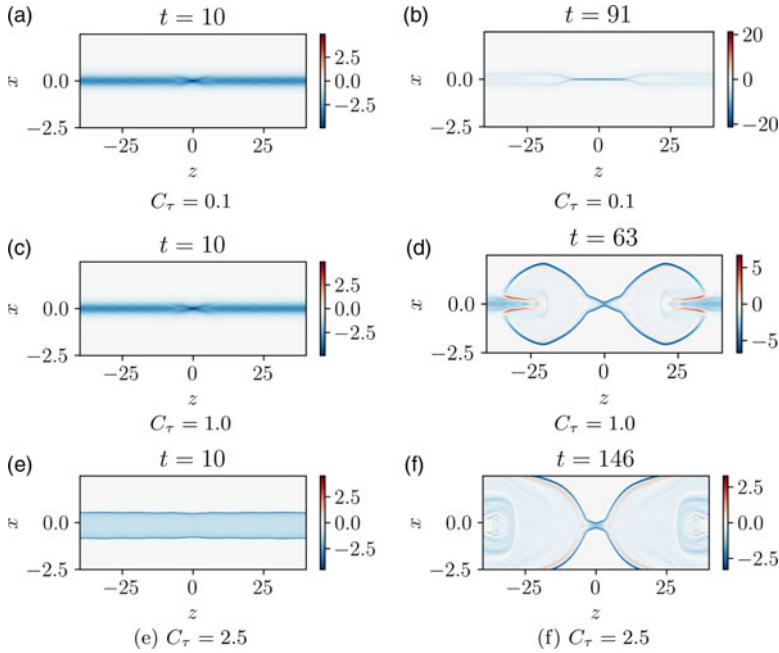 (a)
t = 10
x
0.0
−2.5
−25
0
25
z
2.5
0.0
−2.5
C_τ = 0.1
(b)
t = 91
x
0.0
−2.5
−25
0
25
z
20
0
−20
C_τ = 0.1
(c)
t = 10
x
0.0
−2.5
−25
0
25
z
2.5
0.0
−2.5
C_τ = 1.0
(d)
t = 63
x
0.0
−2.5
−25
0
25
z
5
0
−5
C_τ = 1.0
(e)
t = 10
x
0.0
−2.5
−25
0
25
z
2.5
0.0
−2.5
(e) C_τ = 2.5
(f)
t = 146
x
0.0
−2.5
−25
0
25
z
2.5
0.0
−2.5
(f) C_τ = 2.5